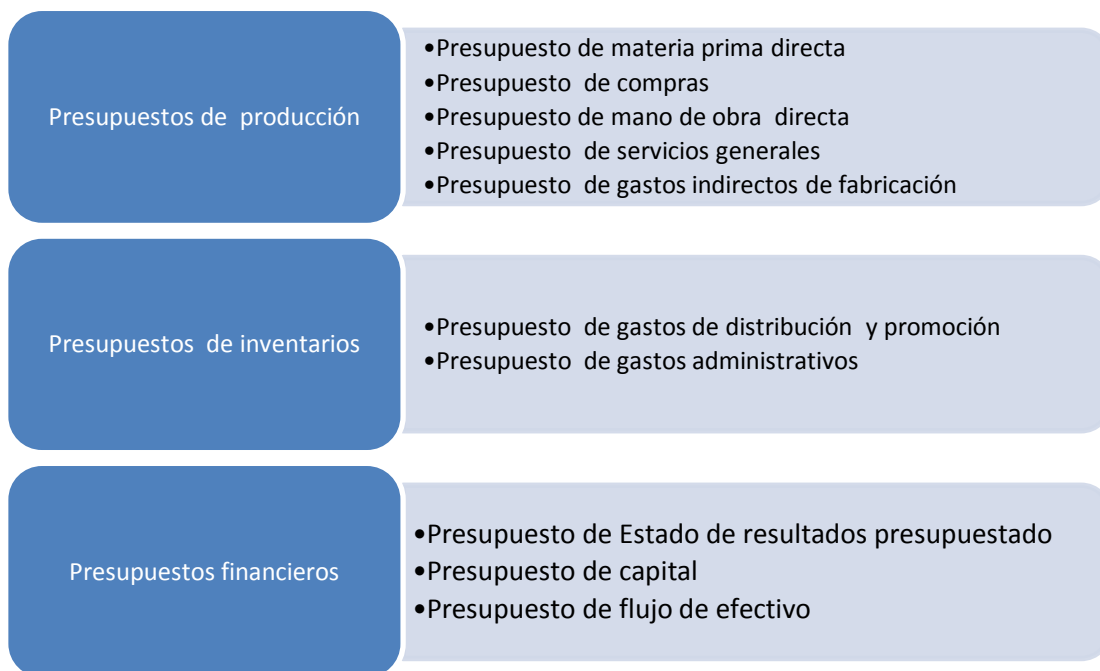 Presupuestos de  producción
•Presupuesto de materia prima directa
•Presupuesto  de compras
•Presupuesto de mano de obra  directa
•Presupuesto  de servicios generales
•Presupuesto  de gastos indirectos de fabricación
Presupuestos  de inventarios
•Presupuesto  de gastos de distribución  y promoción
•Presupuesto  de gastos administrativos
Presupuestos financieros
•Presupuesto de Estado de resultados presupuestado
•Presupuesto de capital
•Presupuesto de flujo de efectivo